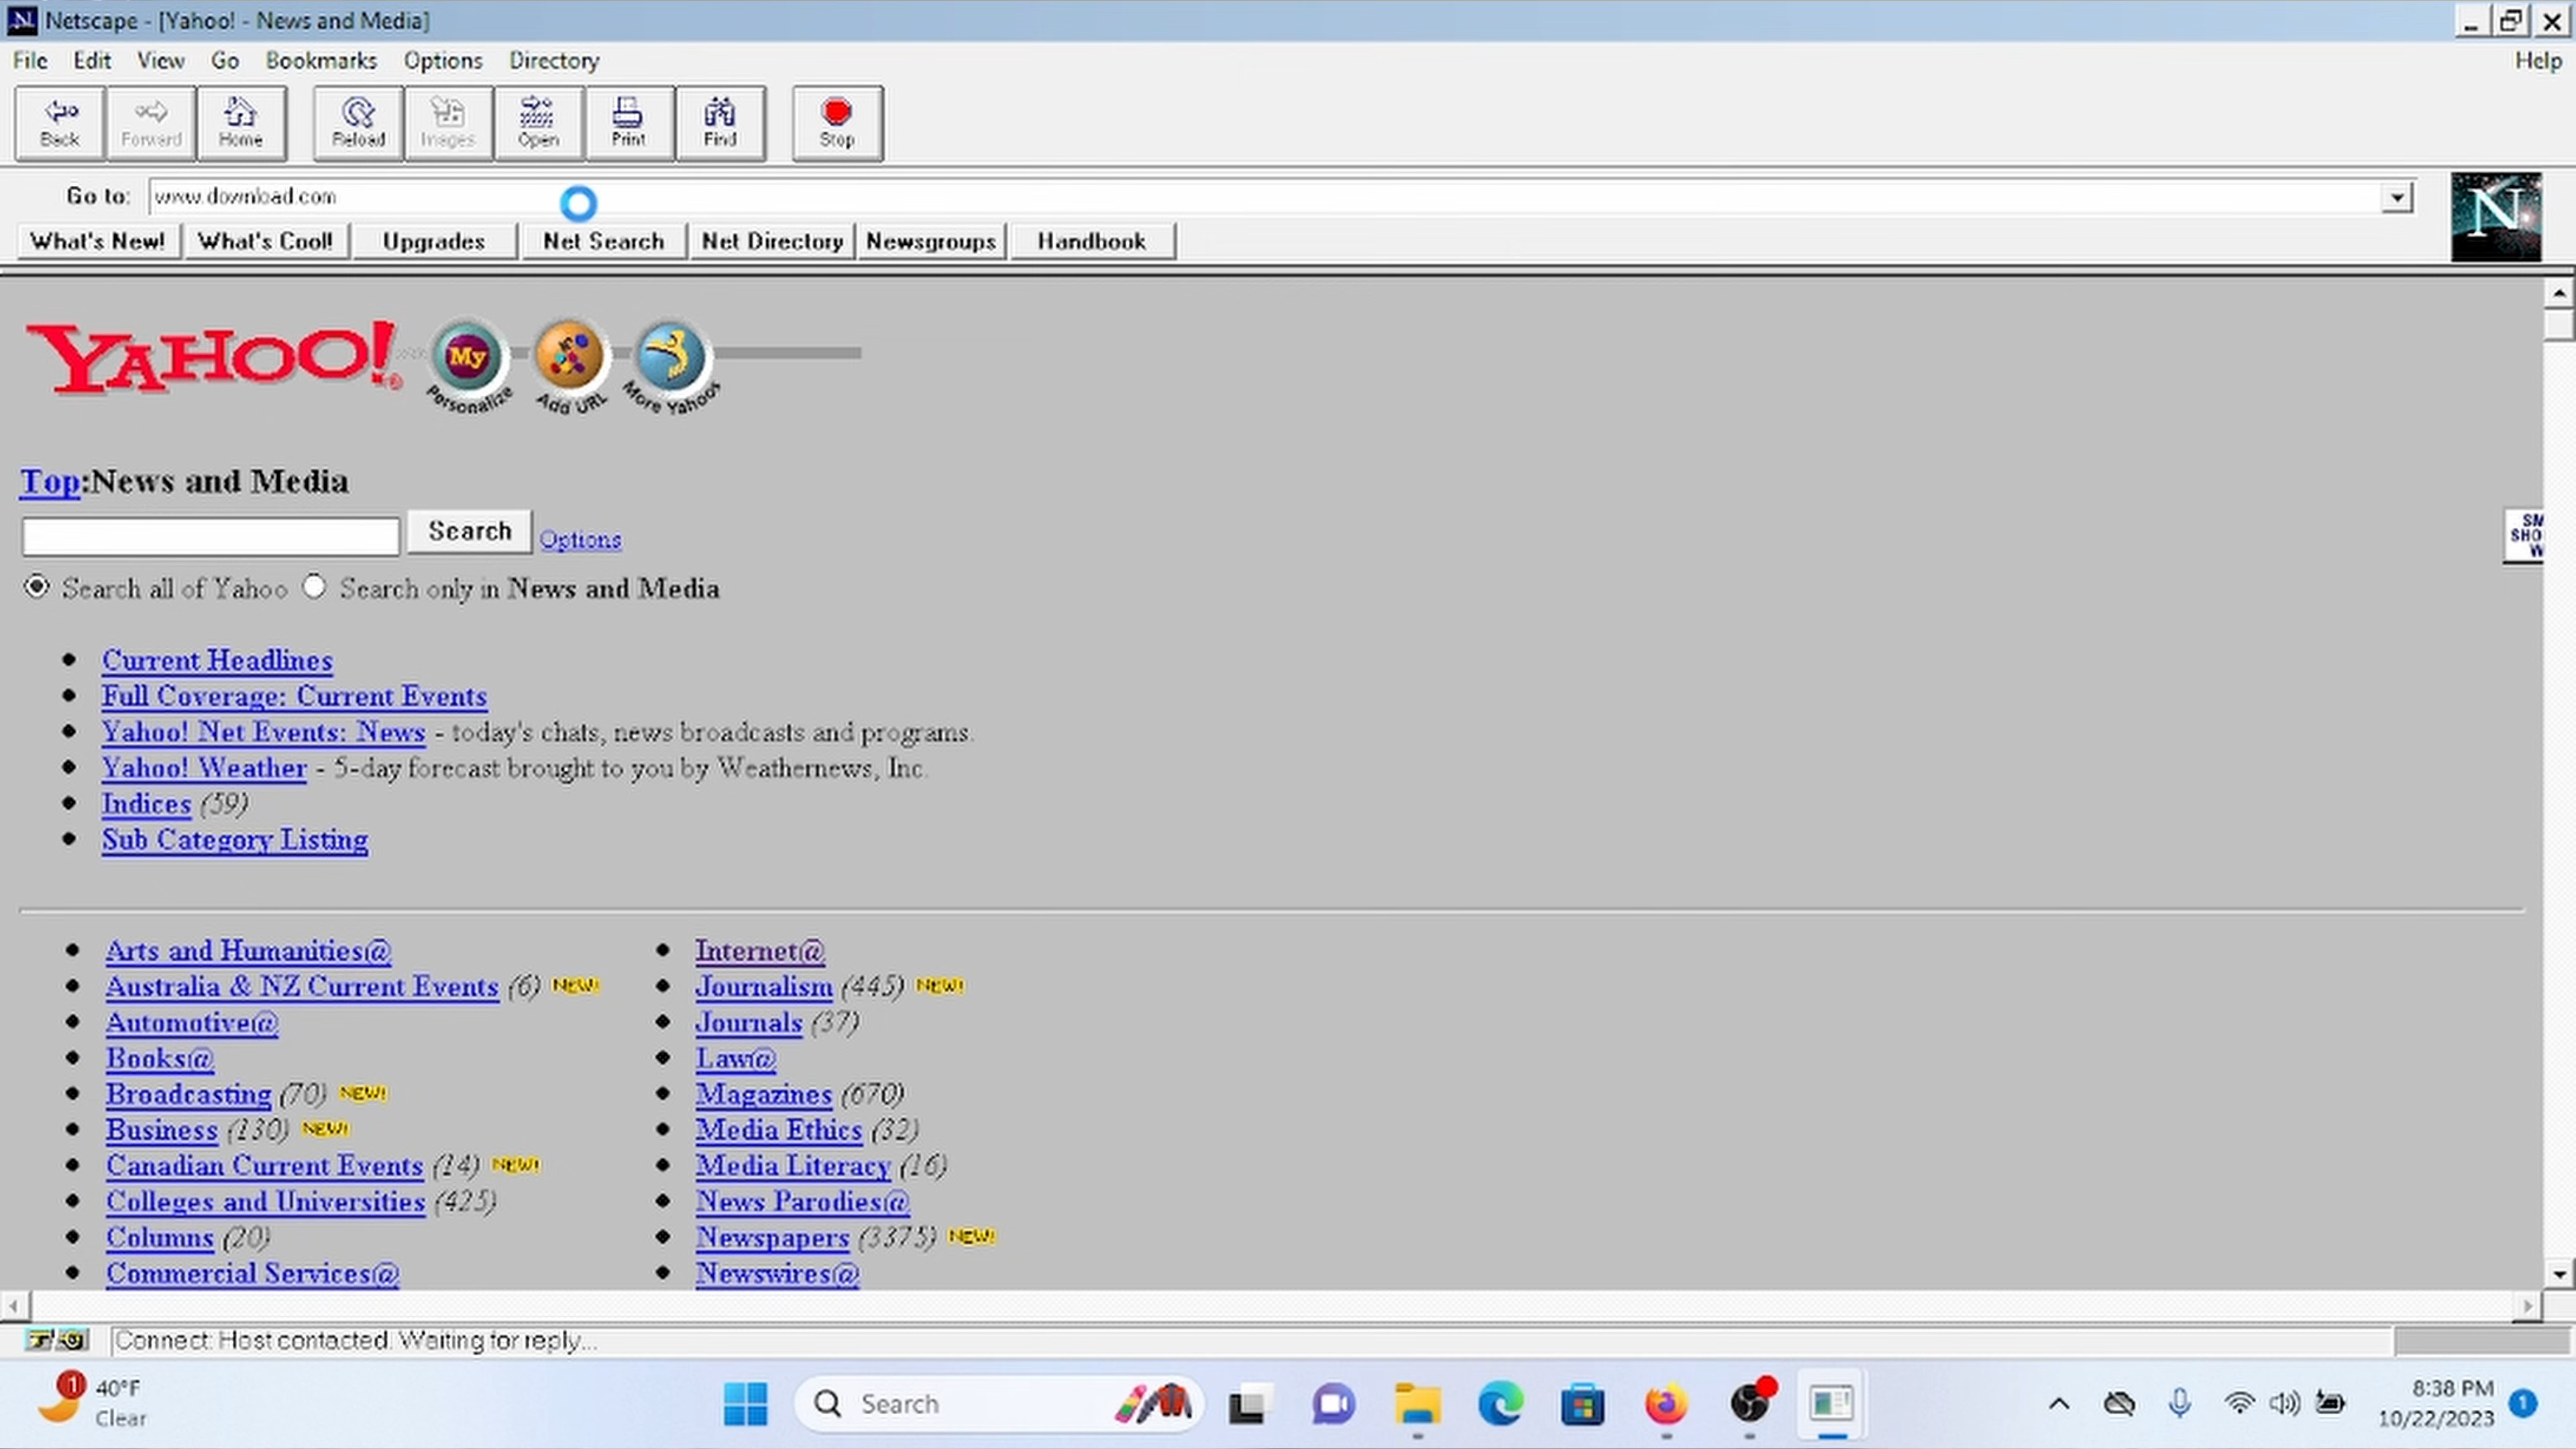 Netscape - [Yahoo! - News and Media]
File Edit View Go Bookmarks Options Directory Help
Back Forward Home Reload Images Open Print Find Stop
Go to: www.download.com
N
What's New! What's Cool! Upgrades Net Search Net Directory Newsgroups Handbook
YAHOO! ® My Personalize Add URL More Yahoos
Top:News and Media
Search Options
Search all of Yahoo Search only in News and Media
Current Headlines
Full Coverage: Current Events
Yahoo! Net Events: News - today's chats, news broadcasts and programs.
Yahoo! Weather - 5-day forecast brought to you by Weathernews, Inc.
Indices (59)
Sub Category Listing
SM
SHO
W
Arts and Humanities@
Australia & NZ Current Events (6) NEW!
Automotive@
Books@
Broadcasting (70) NEW!
Business (130) NEW!
Canadian Current Events (14) NEW!
Colleges and Universities (425)
Columns (20)
Commercial Services@
Internet@
Journalism (445) NEW!
Journals (37)
Law@
Magazines (670)
Media Ethics (32)
Media Literacy (16)
News Parodies@
Newspapers (3375) NEW!
Newswires@
Connect: Host contacted. Waiting for reply...
1
40°F
Clear
Search
8:38 PM
10/22/2023
1